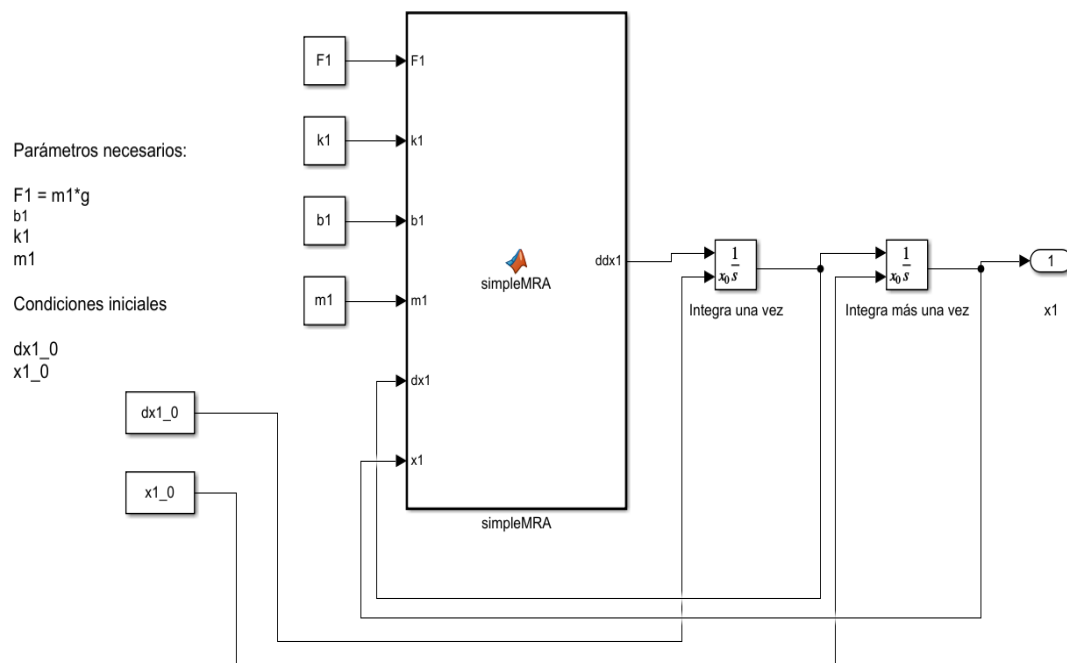 Parámetros necesarios:
F1 = m1*g
b1
k1
m1
Condiciones iniciales
dx1_0
x1_0
F1
k1
b1
m1
dx1_0
x1_0
F1
k1
b1
m1
dx1
x1
simpleMRA
ddx1
simpleMRA
x₀ 1/s
Integra una vez
x₀ 1/s
Integra más una vez
1
x1